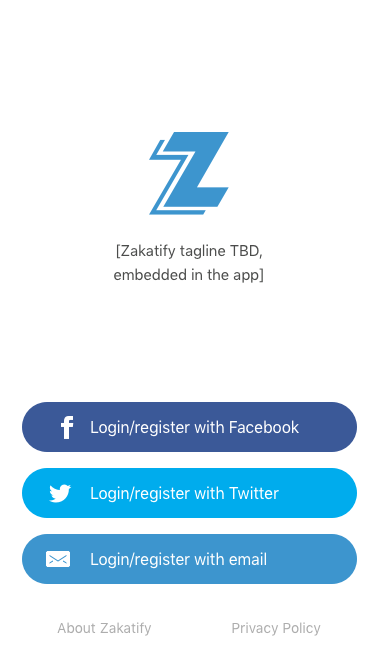 [Zakatify tagline TBD,
embedded in the app]
Login/register with Facebook
Login/register with Twitter
Login/register with email
About Zakatify
Privacy Policy